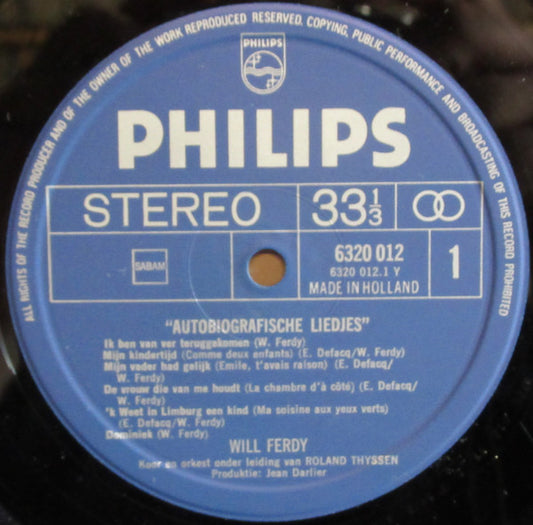 ALL RIGHTS OF THE RECORD PRODUCER AND OF THE OWNER OF THE WORK REPRODUCED RESERVED. COPYING, PUBLIC PERFORMANCE AND BROADCASTING OF THIS RECORD PROHIBITED
PHILIPS
PHILIPS
STEREO 33⅓
SABAM
6320 012
6320 012.1 Y
MADE IN HOLLAND
1
"AUTOBIOGRAFISCHE LIEDJES"
Ik ben van ver teruggekomen (W. Ferdy)
Mijn kindertijd (Comme deux enfants) (E. Defacq/W. Ferdy)
Mijn vader had gelijk (Emile, t'avais raison) (E. Defacq/
W. Ferdy)
De vrouw die van me houdt (La chambre d'à côté) (E. Defacq/
W. Ferdy)
'k Weet in Limburg een kind (Ma soisine aux yeux verts)
(E. Defacq/W. Ferdy)
Dominiek (W. Ferdy)
WILL FERDY
Koor en orkest onder leiding van ROLAND THYSSEN
Produktie: Jean Darlier